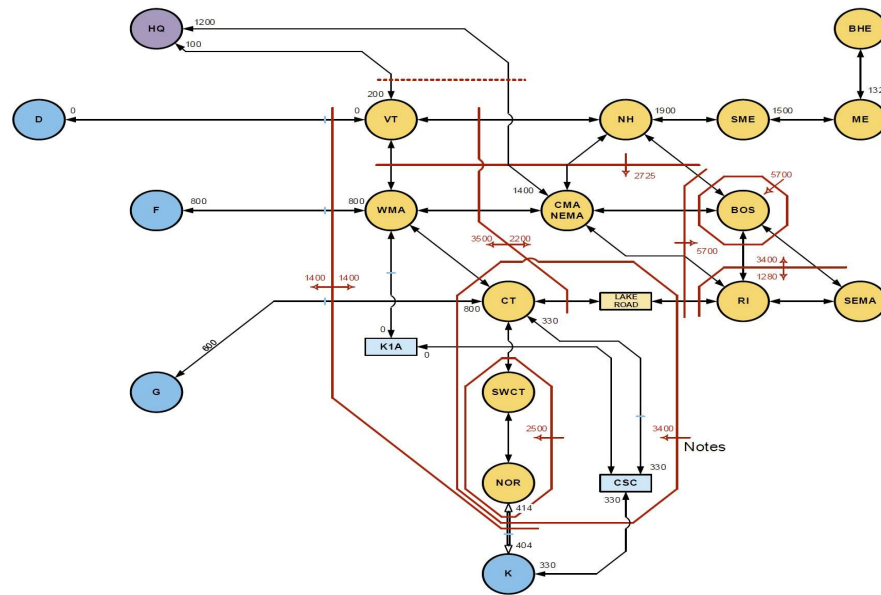 HQ
1200
100
BHE
132
200
0
0
D
VT
NH
1900
SME
1500
ME
2725
5700
1400
800
F
800
WMA
CMA
NEMA
BOS
3500
2200
5700
3400
1280
1400
1400
CT
LAKE
ROAD
RI
SEMA
800
330
600
0
K1A
0
G
SWCT
2500
3400
Notes
NOR
330
CSC
330
414
404
K
330